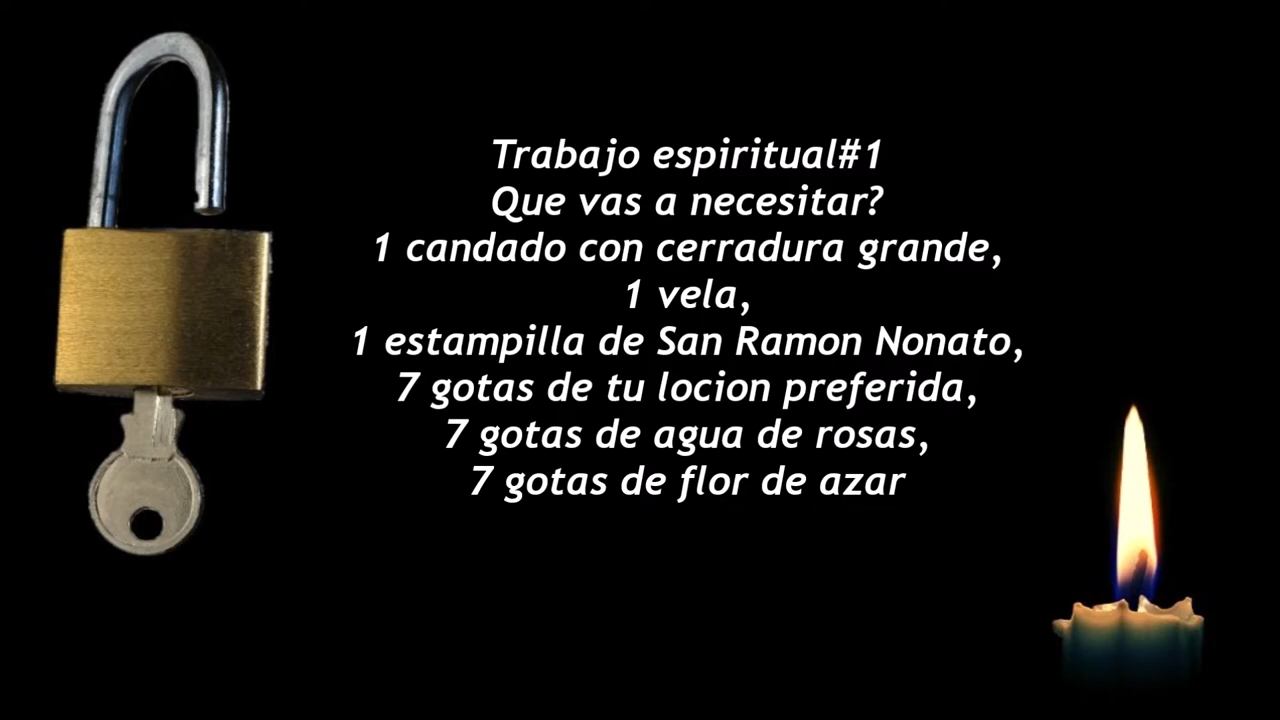 Trabajo espiritual#1
Que vas a necesitar?
1 candado con cerradura grande,
1 vela,
1 estampilla de San Ramon Nonato,
7 gotas de tu locion preferida,
7 gotas de agua de rosas,
7 gotas de flor de azar